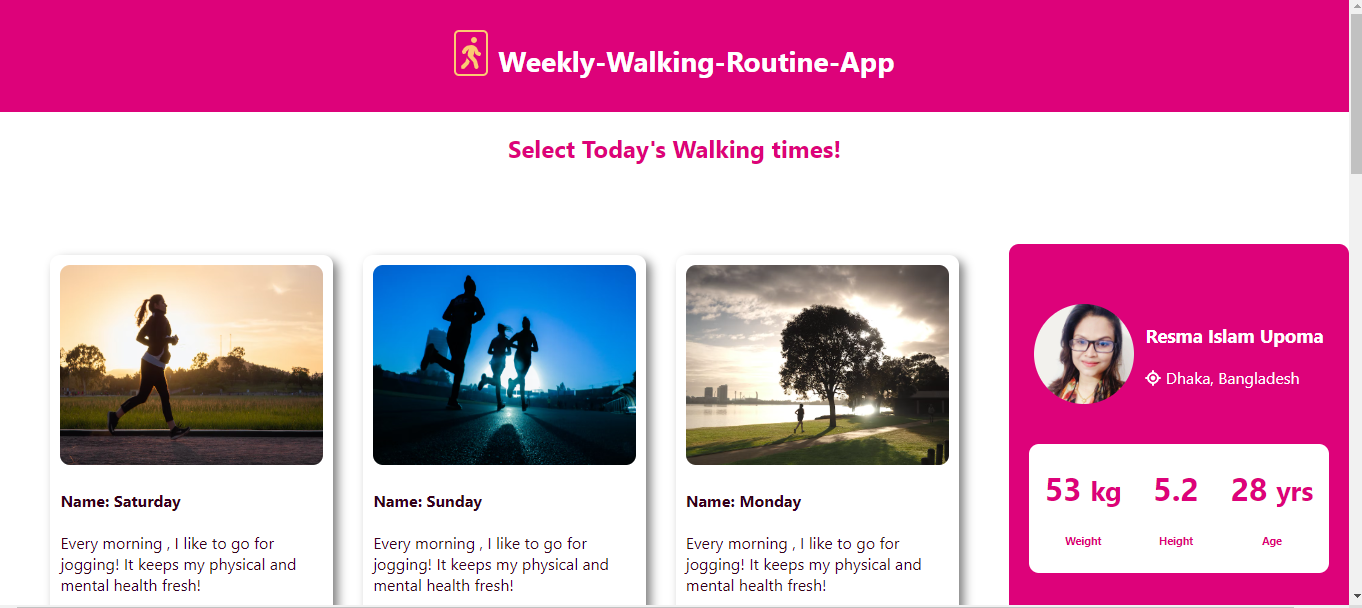 Weekly-Walking-Routine-App
Select Today's Walking times!
Name: Saturday
Every morning , I like to go for
jogging! It keeps my physical and
mental health fresh!
Name: Sunday
Every morning , I like to go for
jogging! It keeps my physical and
mental health fresh!
Name: Monday
Every morning , I like to go for
jogging! It keeps my physical and
mental health fresh!
Resma Islam Upoma
Dhaka, Bangladesh
53 kg 5.2 28 yrs
Weight Height Age